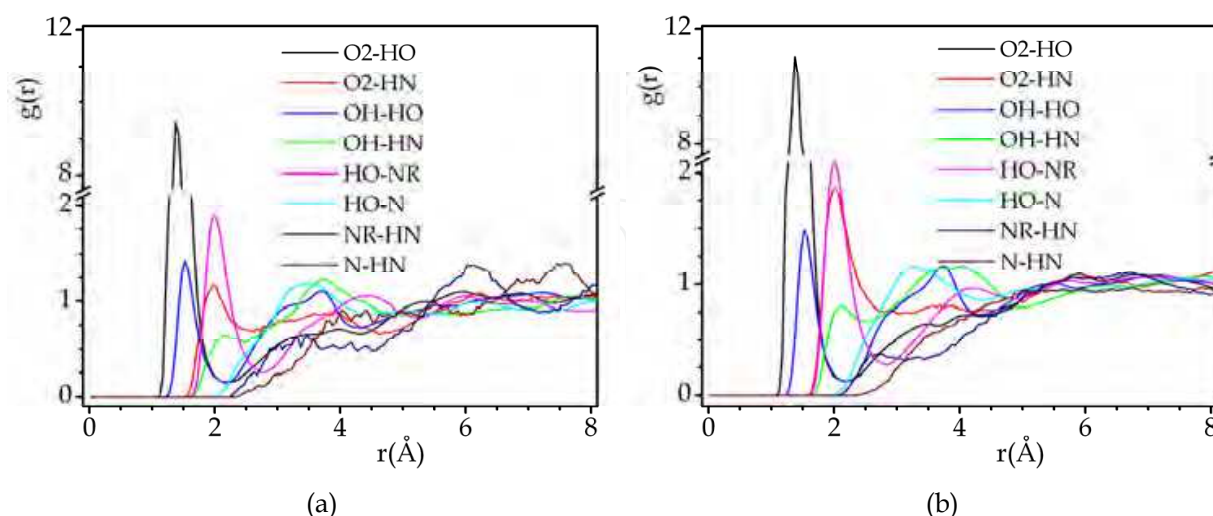 12
8
2
1
0
g(r)
O2-HO
O2-HN
OH-HO
OH-HN
HO-NR
HO-N
NR-HN
N-HN
0 2 4 6 8
r(Å)
(a)
12
8
2
1
0
g(r)
O2-HO
O2-HN
OH-HO
OH-HN
HO-NR
HO-N
NR-HN
N-HN
0 2 4 6 8
r(Å)
(b)